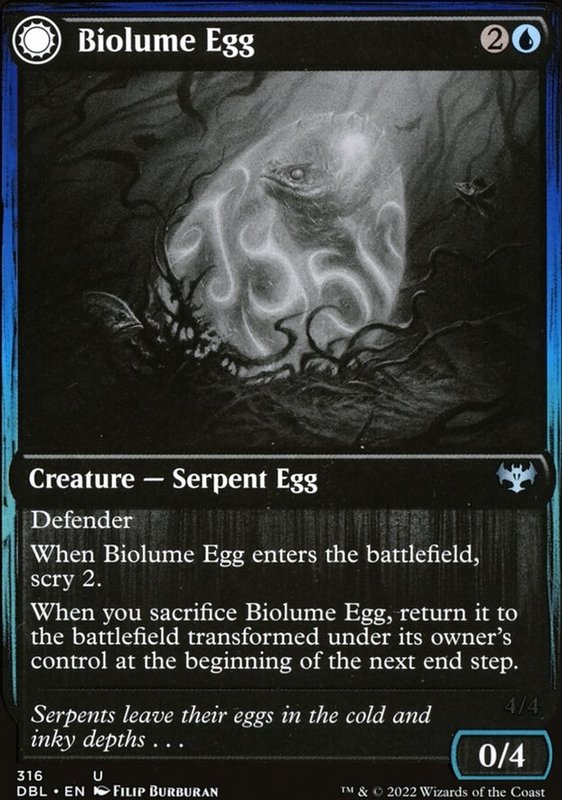 Biolume Egg 2
Creature — Serpent Egg
Defender
When Biolume Egg enters the battlefield,
scry 2.
When you sacrifice Biolume Egg, return it to
the battlefield transformed under its owner's
control at the beginning of the next end step.
4/4
Serpents leave their eggs in the cold and
inky depths . . .
0/4
316 U
DBL • EN Filip Burburan
™ & © 2022 Wizards of the Coast